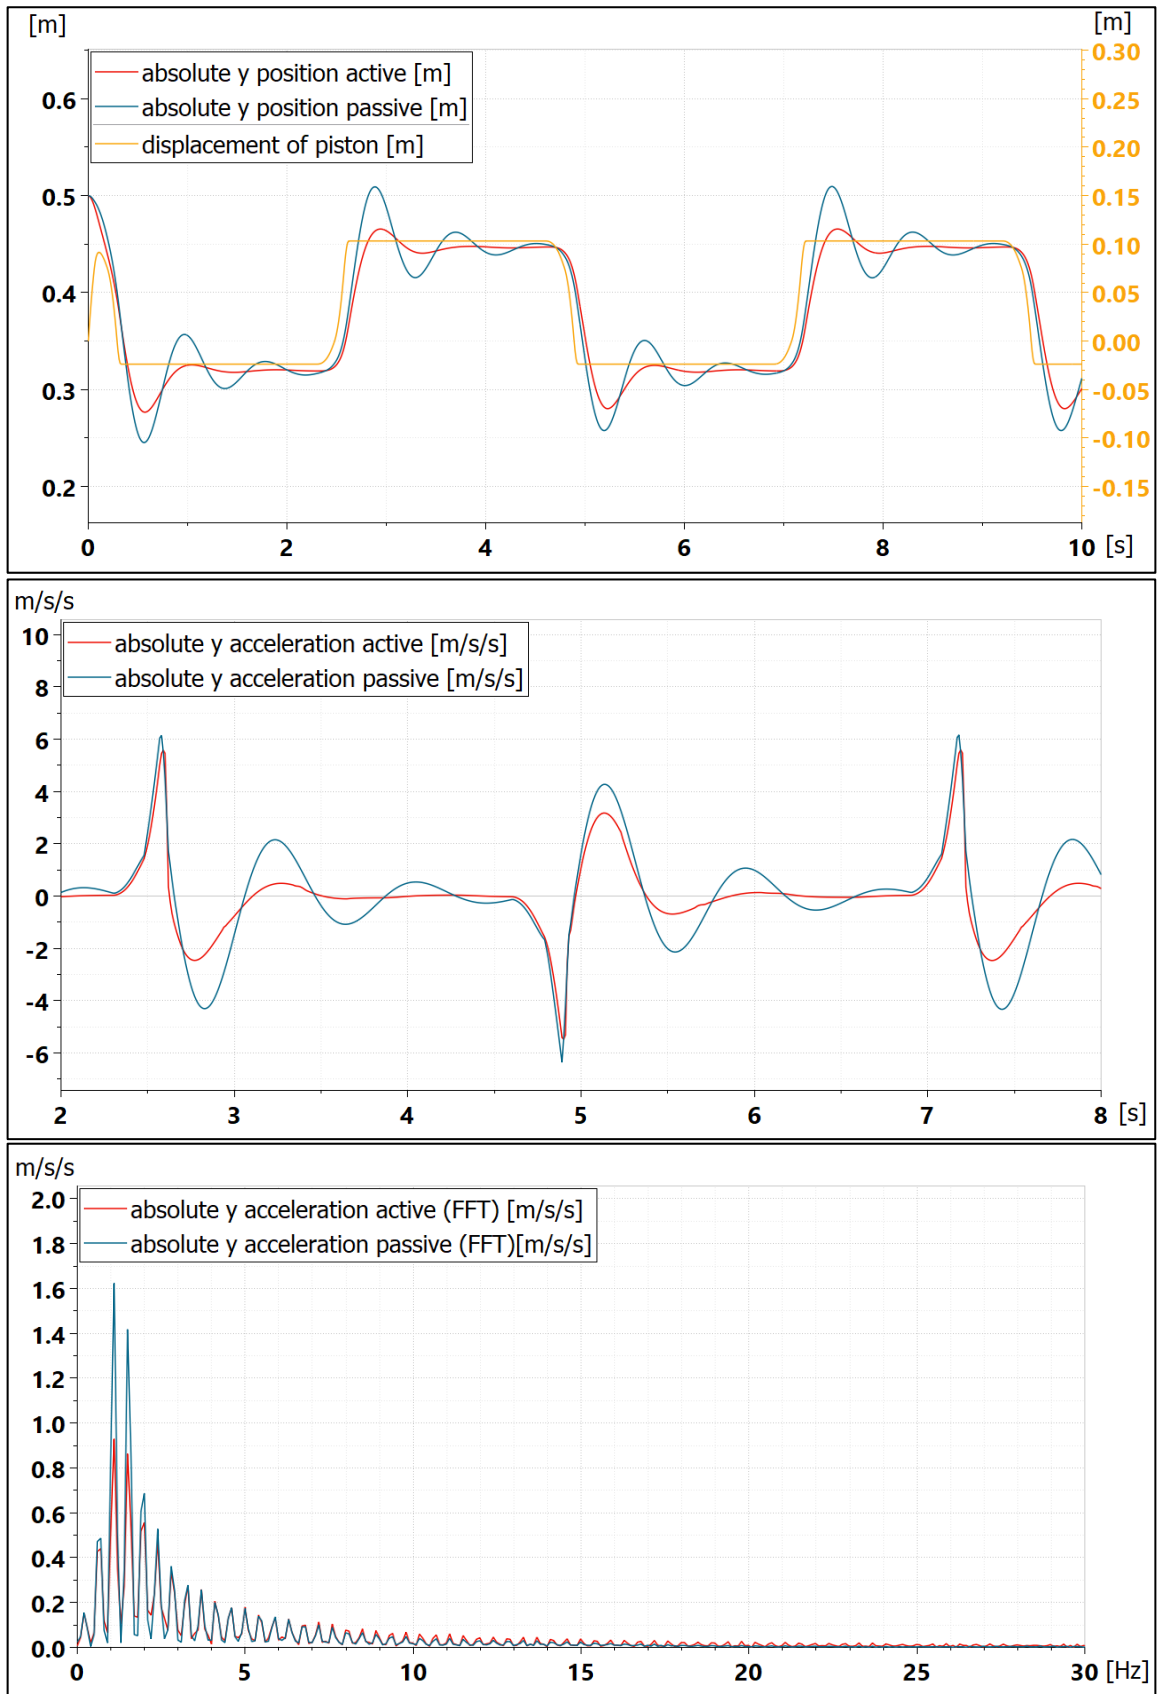 [m]
[m]
absolute y position active [m]
absolute y position passive [m]
displacement of piston [m]
0.6
0.5
0.4
0.3
0.2
0.30
0.25
0.20
0.15
0.10
0.05
0.00
-0.05
-0.10
-0.15
0 2 4 6 8 10 [s]
m/s/s
absolute y acceleration active [m/s/s]
absolute y acceleration passive [m/s/s]
10
8
6
4
2
0
-2
-4
-6
2 3 4 5 6 7 8 [s]
m/s/s
absolute y acceleration active (FFT) [m/s/s]
absolute y acceleration passive (FFT)[m/s/s]
2.0
1.8
1.6
1.4
1.2
1.0
0.8
0.6
0.4
0.2
0.0
0 5 10 15 20 25 30 [Hz]